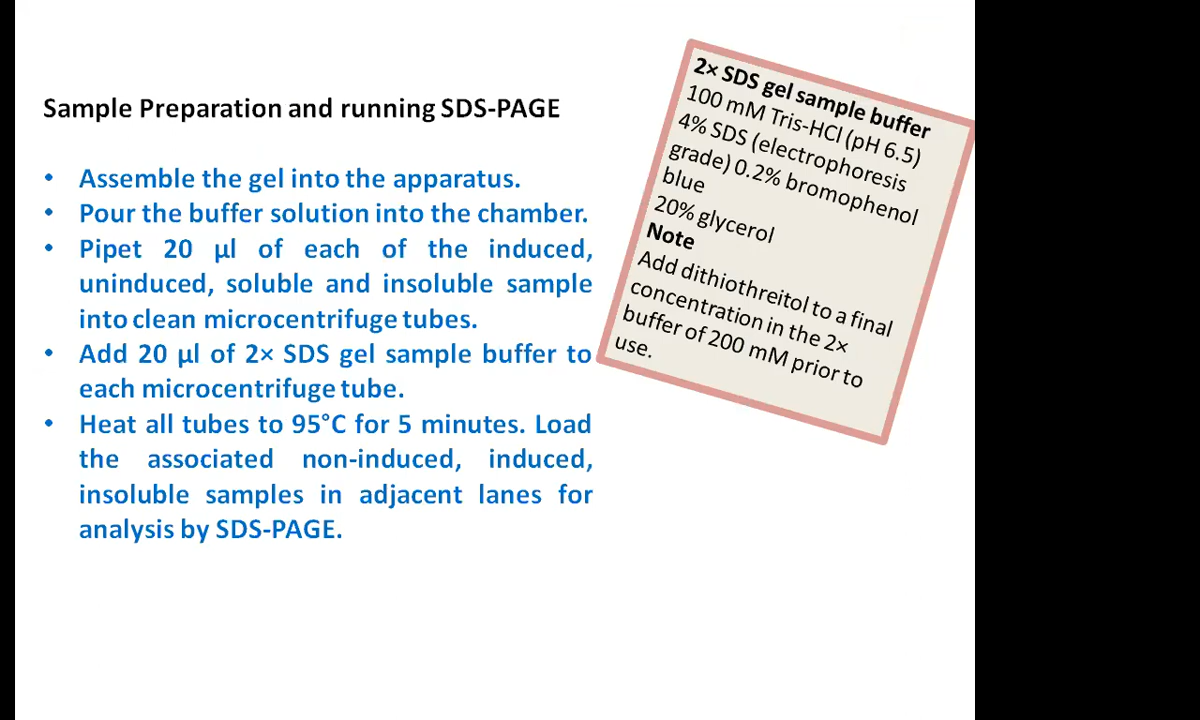 Sample Preparation and running SDS-PAGE
• Assemble the gel into the apparatus.
• Pour the buffer solution into the chamber.
• Pipet 20 µl of each of the induced,
uninduced, soluble and insoluble sample
into clean microcentrifuge tubes.
• Add 20 µl of 2× SDS gel sample buffer to
each microcentrifuge tube.
• Heat all tubes to 95°C for 5 minutes. Load
the associated non-induced, induced,
insoluble samples in adjacent lanes for
analysis by SDS-PAGE.
2× SDS gel sample buffer
100 mM Tris-HCl (pH 6.5)
4% SDS (electrophoresis
grade) 0.2% bromophenol
blue
20% glycerol
Note
Add dithiothreitol to a final
concentration in the 2×
buffer of 200 mM prior to
use.